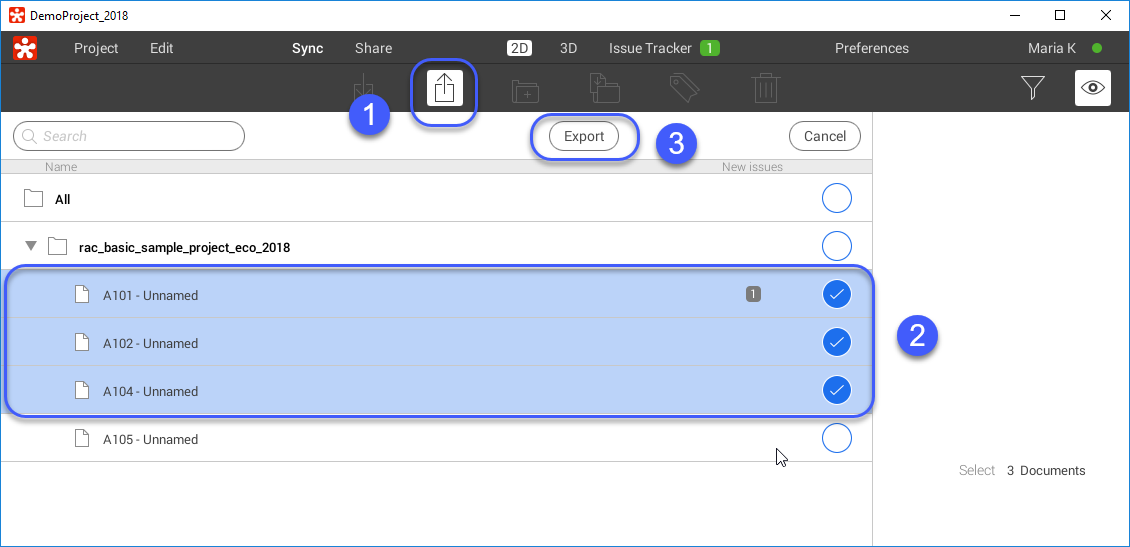 DemoProject_2018
Project Edit Sync Share 2D 3D Issue Tracker 1 Preferences Maria K
1
Search Export 3 Cancel
Name New issues
All
rac_basic_sample_project_eco_2018
A101 - Unnamed 1
A102 - Unnamed
2
A104 - Unnamed
A105 - Unnamed
Select 3 Documents